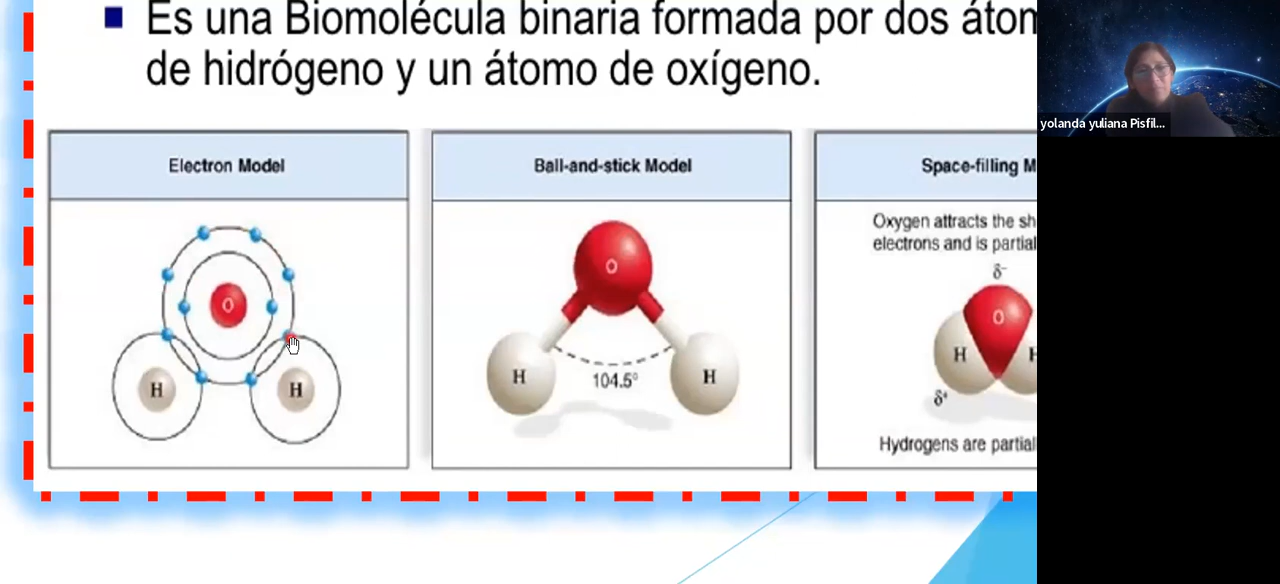 Es una Biomolécula binaria formada por dos átom
de hidrógeno y un átomo de oxígeno.
yolanda yuliana Pisfil...
Electron Model
O
H
H
Ball-and-stick Model
O
H
H
104.5°
Space-filling M
Oxygen attracts the sh
electrons and is partial
δ⁻
O
H
H
δ⁺
Hydrogens are partial